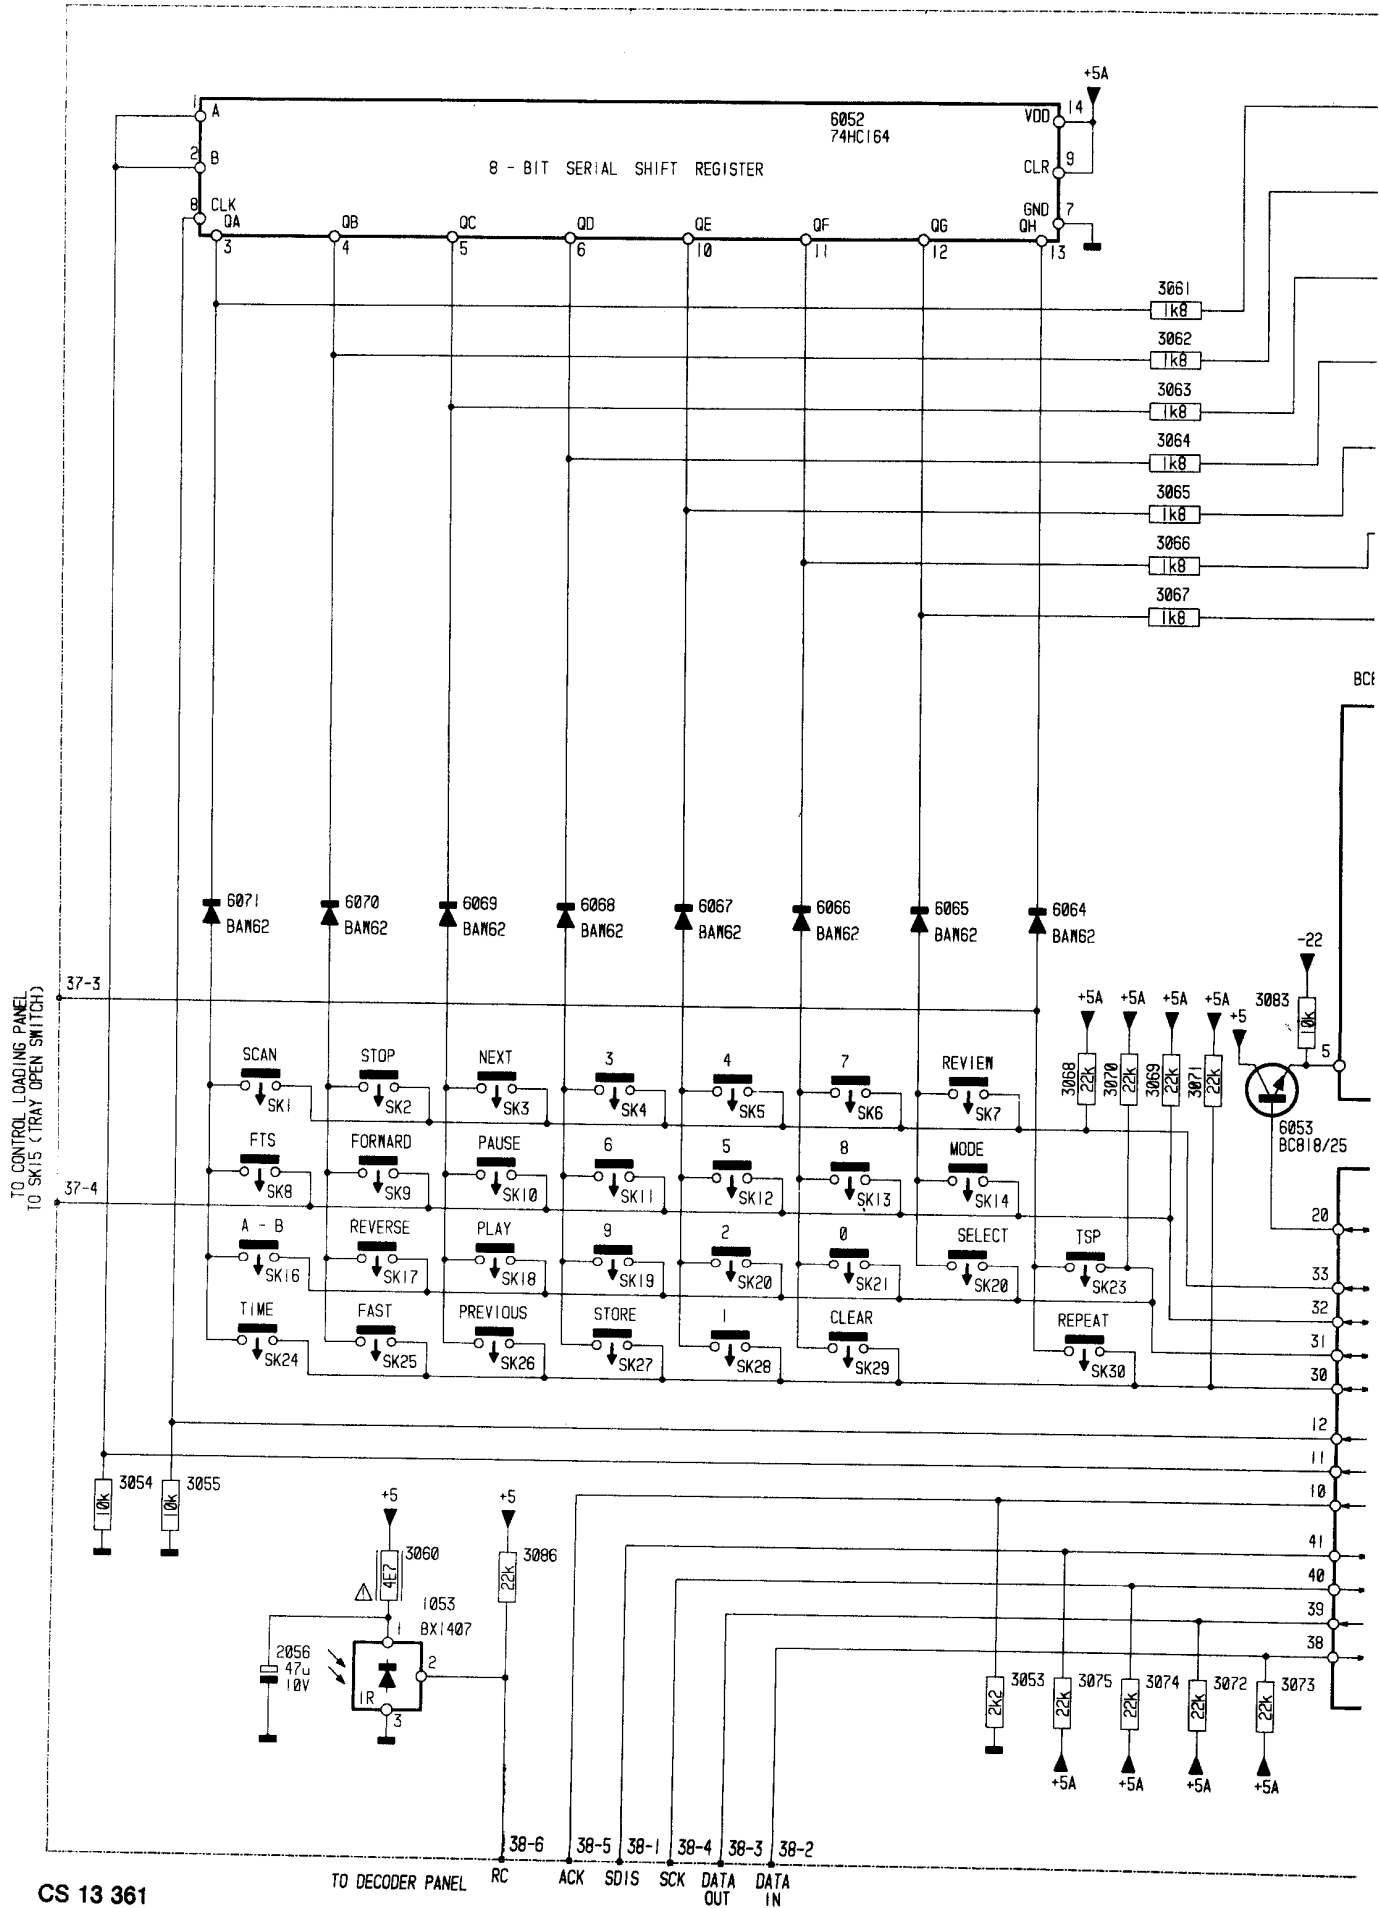 +5A
1
A
6052
74HC164
VDD
14
2
B
8 - BIT SERIAL SHIFT REGISTER
CLR
9
8
CLK
GND
7
QA
QB
QC
QD
QE
QF
QG
QH
3
4
5
6
10
11
12
13
3061
1k8
3062
1k8
3063
1k8
3064
1k8
3065
1k8
3066
1k8
3067
1k8
6071
BAW62
6070
BAW62
6069
BAW62
6068
BAW62
6067
BAW62
6066
BAW62
6065
BAW62
6064
BAW62
-22
TO CONTROL LOADING PANEL
TO SK15 (TRAY OPEN SWITCH)
37-3
+5A
+5A
+5A
+5A
+5
3083
10k
5
3068
22k
3070
22k
3069
22k
3071
22k
6053
BC818/25
SCAN
STOP
NEXT
3
4
7
REVIEW
SK1
SK2
SK3
SK4
SK5
SK6
SK7
FTS
FORWARD
PAUSE
6
5
8
MODE
SK8
SK9
SK10
SK11
SK12
SK13
SK14
37-4
20
A - B
REVERSE
PLAY
9
2
0
SELECT
TSP
SK16
SK17
SK18
SK19
SK20
SK21
SK20
SK23
33
32
TIME
FAST
PREVIOUS
STORE
1
CLEAR
REPEAT
SK24
SK25
SK26
SK27
SK28
SK29
SK30
31
30
12
11
10
41
40
39
38
3054
10k
3055
10k
+5
+5
3060
4E7
3086
22k
1053
BX1407
1
2
3
IR
2056
47u
10V
3053
2k2
3075
22k
3074
22k
3072
22k
3073
22k
+5A
+5A
+5A
+5A
38-6
38-5
38-1
38-4
38-3
38-2
TO DECODER PANEL
RC
ACK
SDIS
SCK
DATA OUT
DATA IN
CS 13 361